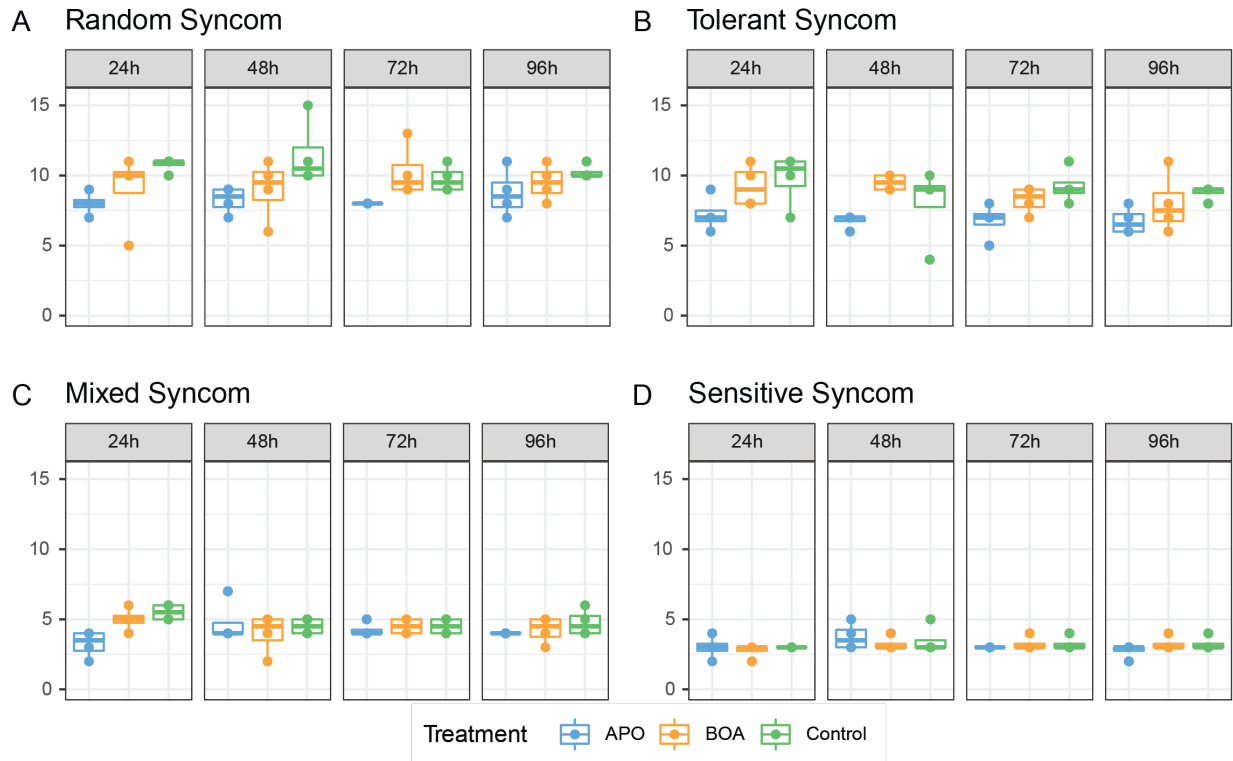 A Random Syncom
B Tolerant Syncom
24h 48h 72h 96h
24h 48h 72h 96h
15
10
5
0
15
10
5
0
C Mixed Syncom
D Sensitive Syncom
24h 48h 72h 96h
24h 48h 72h 96h
15
10
5
0
15
10
5
0
Treatment APO BOA Control